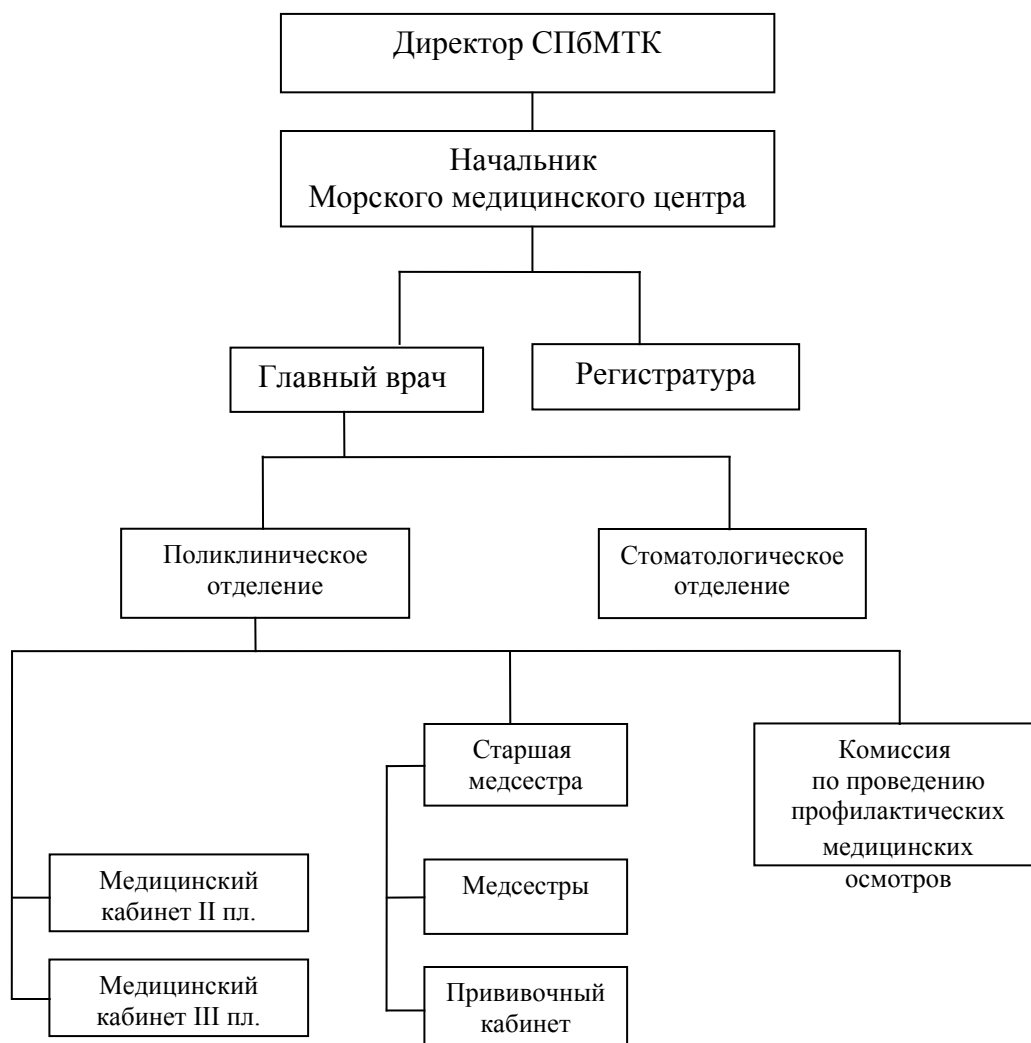 Директор СПбМТК
Начальник
Морского медицинского центра
Главный врач
Регистратура
Поликлиническое
отделение
Стоматологическое
отделение
Старшая
медсестра
Комиссия
по проведению
профилактических
медицинских
осмотров
Медицинский
кабинет II пл.
Медсестры
Медицинский
кабинет III пл.
Прививочный
кабинет